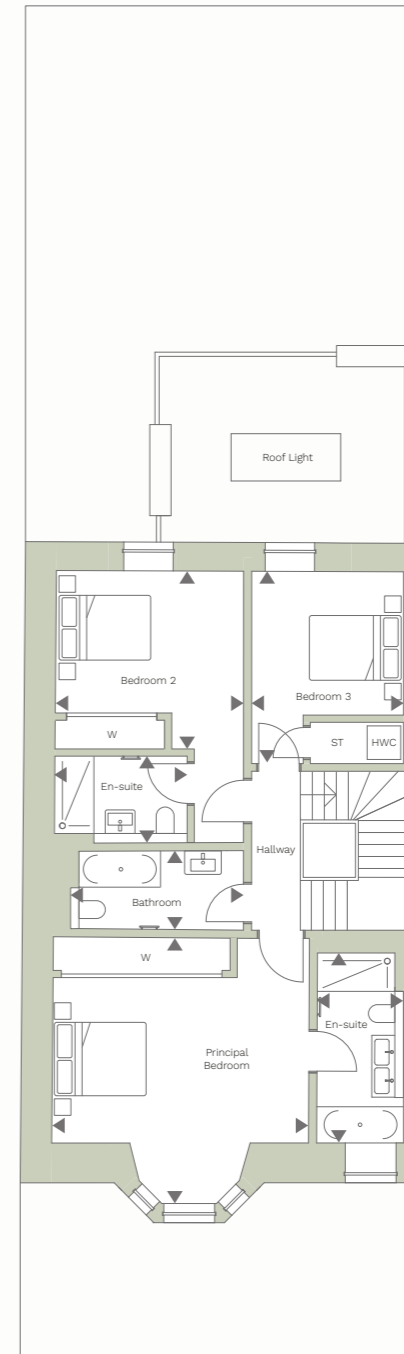 Roof Light
Bedroom 2
Bedroom 3
W
ST
HWC
En-suite
Hallway
Bathroom
W
En-suite
Principal
Bedroom